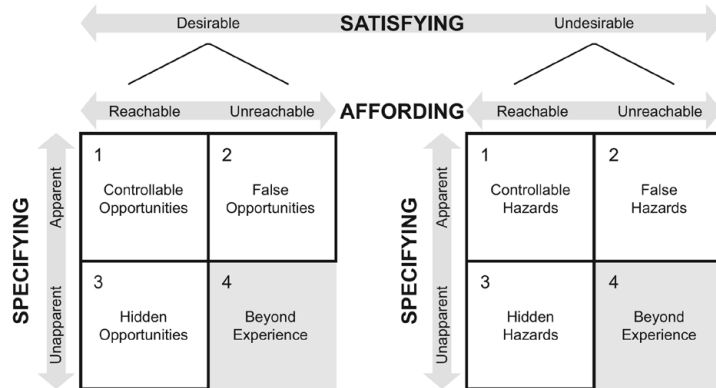 Desirable SATISFYING Undesirable
Reachable Unreachable AFFORDING Reachable Unreachable
SPECIFYING
Apparent
Unapparent
1
Controllable
Opportunities
2
False
Opportunities
3
Hidden
Opportunities
4
Beyond
Experience
SPECIFYING
Apparent
Unapparent
1
Controllable
Hazards
2
False
Hazards
3
Hidden
Hazards
4
Beyond
Experience